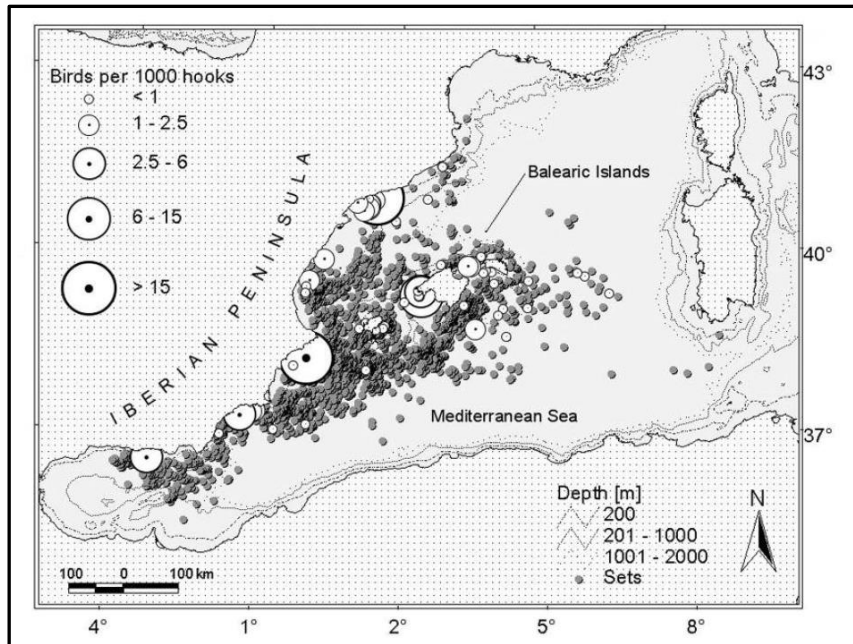 Birds per 1000 hooks
< 1
1 - 2.5
2.5 - 6
6 - 15
> 15
43°
Balearic Islands
IBERIAN PENINSULA
40°
Mediterranean Sea
37°
Depth [m]
200
201 - 1000
1001 - 2000
Sets
N
100 0 100 km
4° 1° 2° 5° 8°